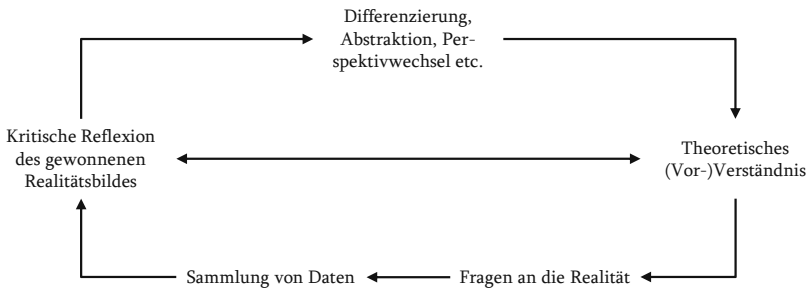 Differenzierung,
Abstraktion, Per-
spektivwechsel etc.
Kritische Reflexion
des gewonnenen
Realitätsbildes
Theoretisches
(Vor-)Verständnis
Sammlung von Daten
Fragen an die Realität